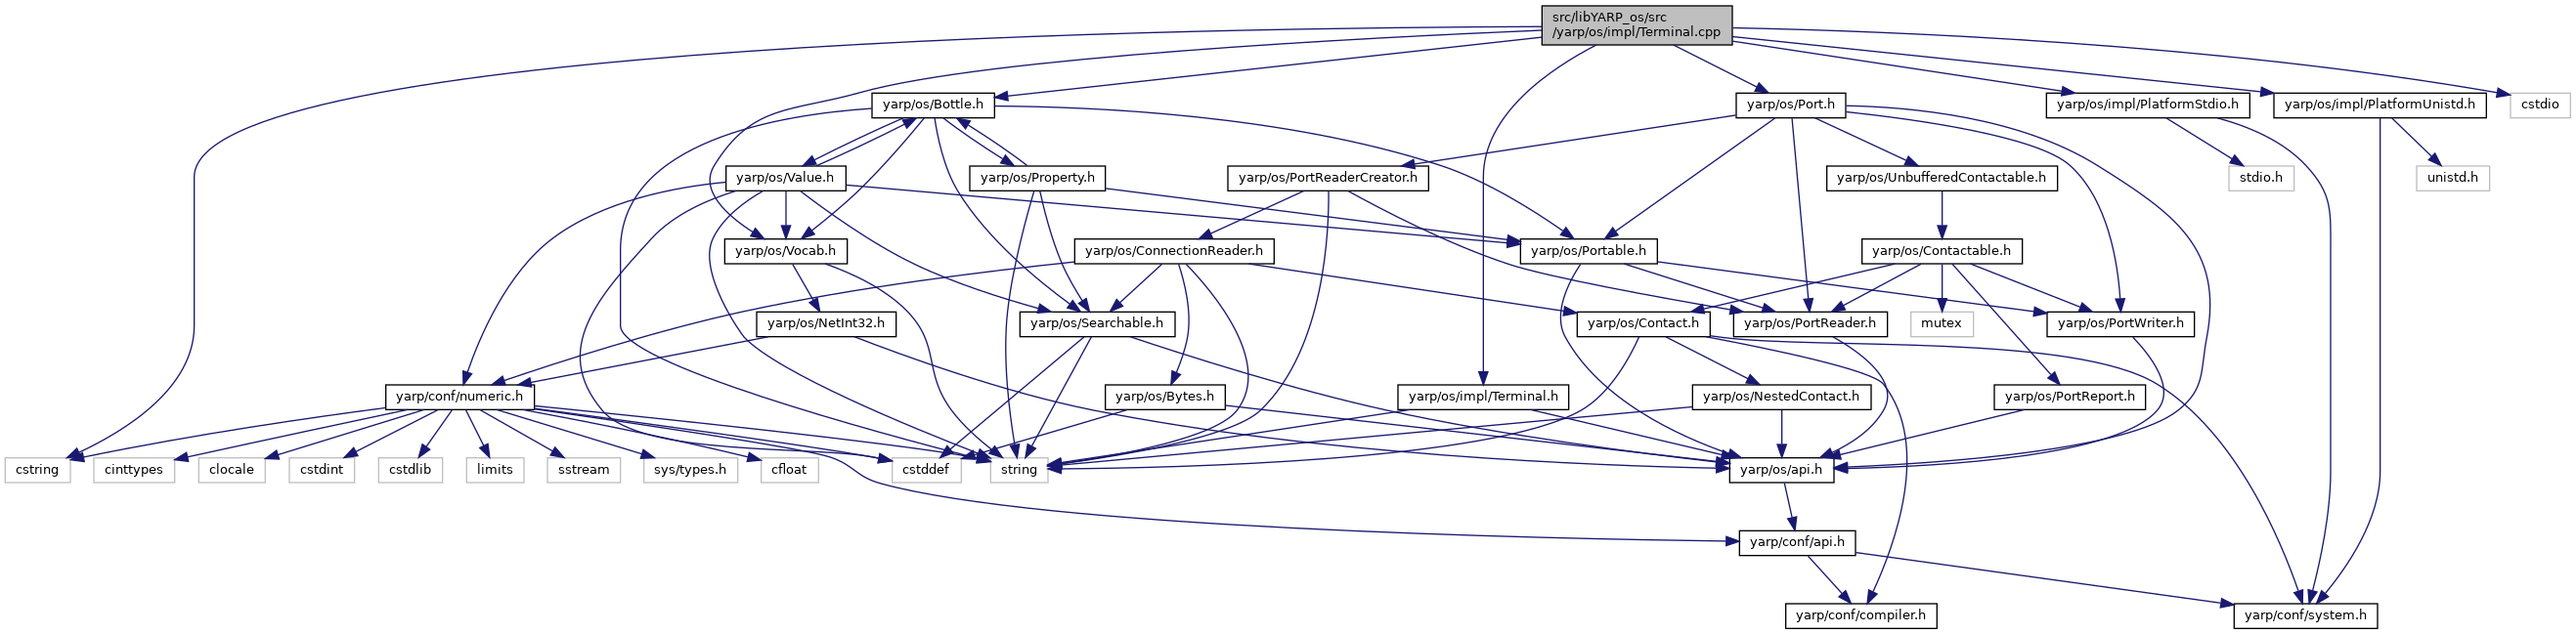 src/libYARP_os/src
/yarp/os/impl/Terminal.cpp
yarp/os/Bottle.h
yarp/os/Port.h
yarp/os/impl/PlatformStdio.h
yarp/os/impl/PlatformUnistd.h
cstdio
yarp/os/Value.h
yarp/os/Property.h
yarp/os/PortReaderCreator.h
yarp/os/UnbufferedContactable.h
stdio.h
unistd.h
yarp/os/Vocab.h
yarp/os/ConnectionReader.h
yarp/os/Portable.h
yarp/os/Contactable.h
yarp/os/NetInt32.h
yarp/os/Searchable.h
yarp/os/Contact.h
yarp/os/PortReader.h
mutex
yarp/os/PortWriter.h
yarp/conf/numeric.h
yarp/os/Bytes.h
yarp/os/impl/Terminal.h
yarp/os/NestedContact.h
yarp/os/PortReport.h
cstring
cinttypes
clocale
cstdint
cstdlib
limits
sstream
sys/types.h
cfloat
cstddef
string
yarp/os/api.h
yarp/conf/api.h
yarp/conf/compiler.h
yarp/conf/system.h